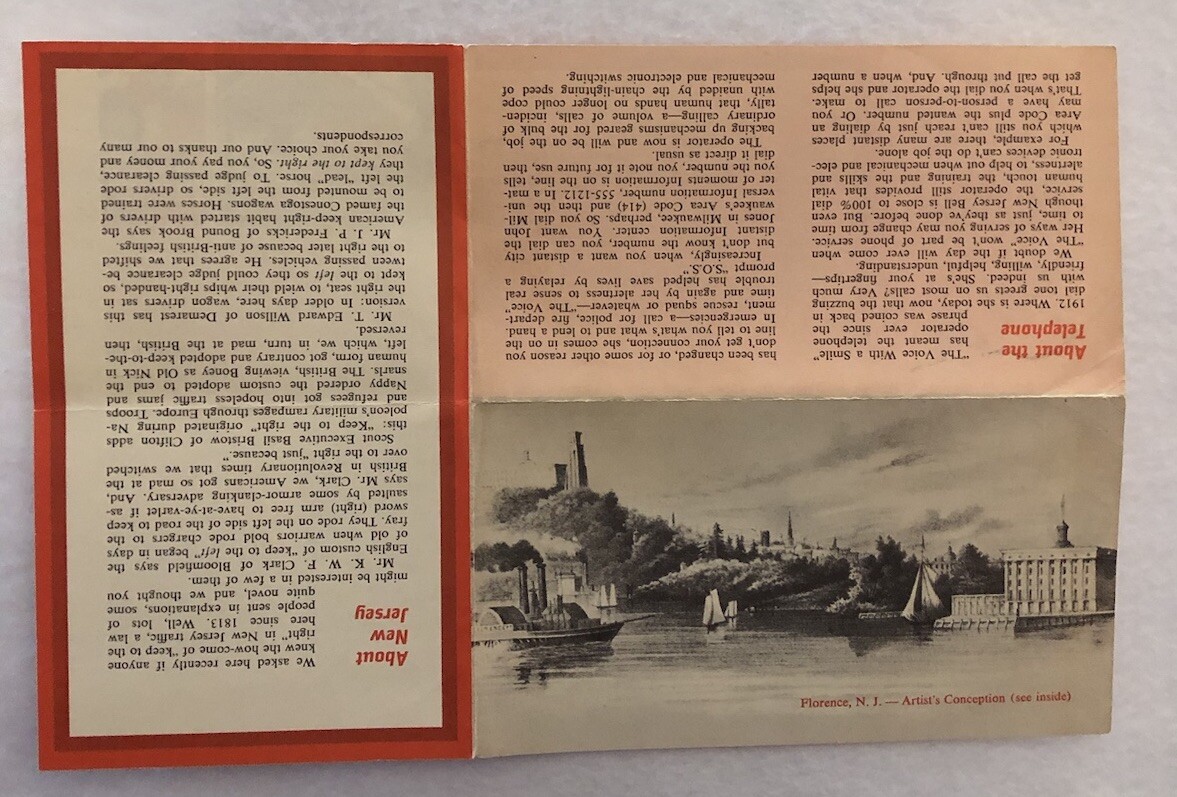 About
New
Jersey
We asked here recently if anyone
knew the how-come of "keep to the
right" in New Jersey traffic, a law
here since 1813. Well, lots of
people sent in explanations, some
quite novel, and we thought you
might be interested in a few of them.
Mr. K. W. F. Clark of Bloomfield says the
English custom of "keep to the left" began in days
of old when warriors bold rode chargers to the
fray. They rode on the left side of the road to keep
sword (right) arm free to have-at-ye-varlet if as-
saulted by some armor-clanking adversary. And,
says Mr. Clark, we Americans got so mad at the
British in Revolutionary times that we switched
over to the right "just because."
Scout Executive Basil Bristow of Clifton adds
this: "Keep to the right" originated during Na-
poleon's military rampages through Europe. Troops
and refugees got into hopeless traffic jams and
Nappy ordered the custom adopted to end the
snarls. The British, viewing Boney as Old Nick in
human form, got contrary and adopted keep-to-the-
left, which we, in turn, mad at the British, then
reversed.
Mr. T. Edward Willson of Demarest has this
version: In older days here, wagon drivers sat in
the right seat, to wield their whips right-handed, so
kept to the left so they could judge clearance be-
tween passing vehicles. He agrees that we shifted
to the right later because of anti-British feelings.
Mr. J. P. Fredericks of Bound Brook says the
American keep-right habit started with drivers of
the famed Conestoga wagons. Horses were trained
to be mounted from the left side, so drivers rode
the left "lead" horse. To judge passing clearance,
they kept to the right. So, you pay your money and
you take your choice. And our thanks to our many
correspondents.
About the
Telephone
"The Voice With a Smile"
has meant the telephone
operator ever since the
phrase was coined back in
1912. Where is she today, now that the buzzing
dial tone greets us on most calls? Very much
with us indeed. She's at your fingertips—
friendly, willing, helpful, understanding.
We doubt if the day will ever come when
"The Voice" won't be part of phone service.
Her ways of serving you may change from time
to time, just as they've done before. But even
though New Jersey Bell is close to 100% dial
service, the operator still provides that vital
human touch, the training and the skills and
alertness, to help out when mechanical and elec-
tronic devices can't do the job alone.
For example, there are many distant places
which you still can't reach just by dialing an
Area Code plus the wanted number. Or you
may have a person-to-person call to make.
That's when you dial the operator and she helps
get the call put through. And, when a number
has been changed, or for some other reason you
don't get your connection, she comes in on the
line to tell you what's what and to lend a hand.
In emergencies—a call for police, fire depart-
ment, rescue squad or whatever—"The Voice"
time and again by her alertness to sense real
trouble has helped save lives by relaying a
prompt "S.O.S."
Increasingly, when you want a distant city
but don't know the number, you can dial the
distant Information center. You want John
Jones in Milwaukee, perhaps. So you dial Mil-
waukee's Area Code (414) and then the uni-
versal Information number, 555-1212. In a mat-
ter of moments Information is on the line, tells
you the number, you note it for future use, then
dial it direct as usual.
The operator is now and will be on the job,
backing up mechanisms geared for the bulk of
ordinary calling—a volume of calls, inciden-
tally, that human hands no longer could cope
with unaided by the chain-lightning speed of
mechanical and electronic switching.
Florence, N. J. — Artist's Conception (see inside)